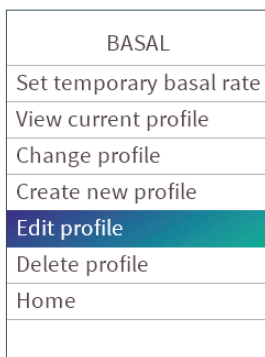 BASAL
Set temporary basal rate
View current profile
Change profile
Create new profile
Edit profile
Delete profile
Home